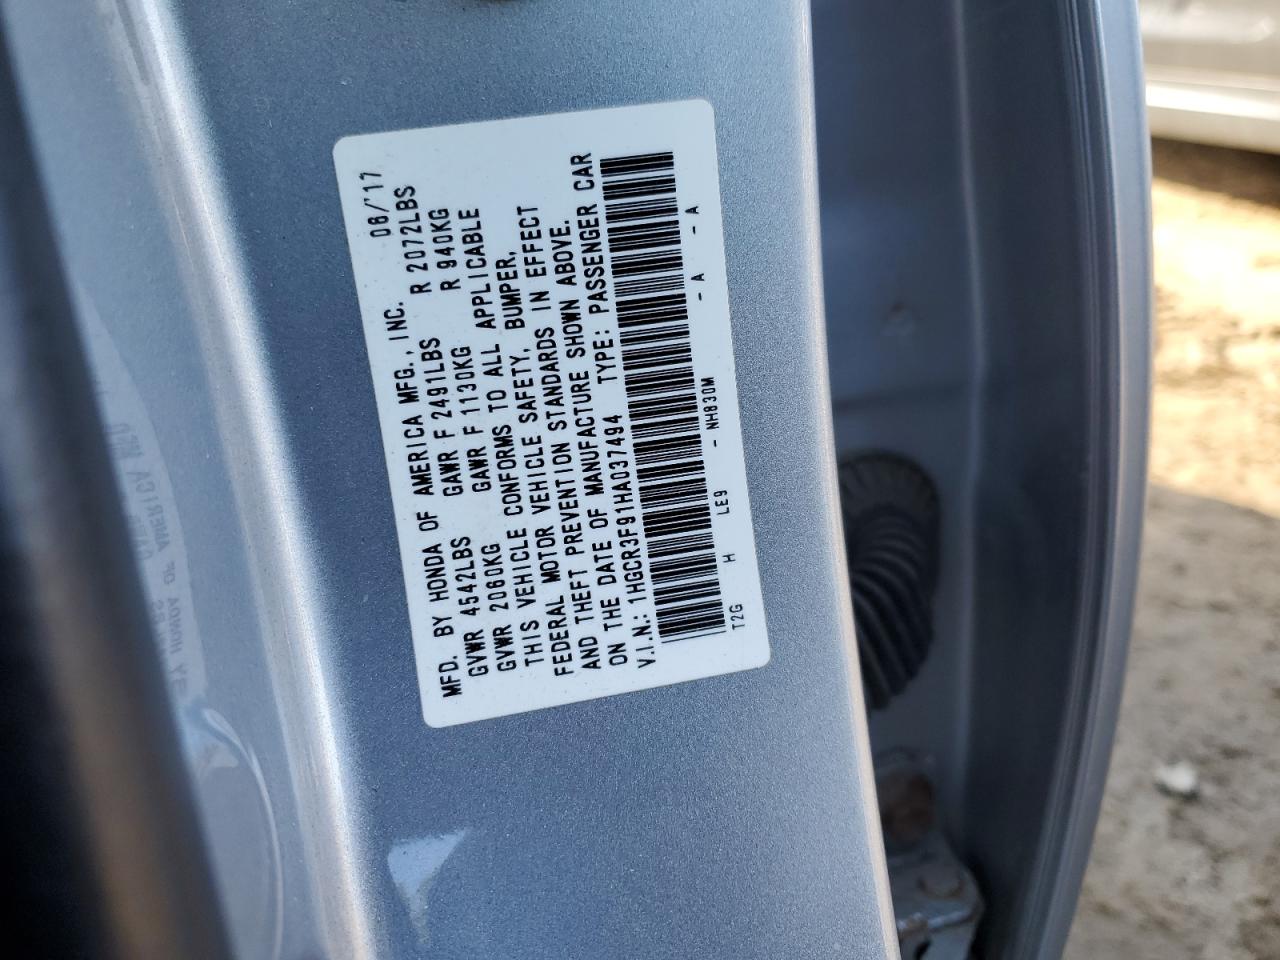 MFD. BY HONDA OF AMERICA MFG., INC. 08/'17
GVWR 4542LBS GAWR F 2491LBS R 2072LBS
GVWR 2060KG GAWR F 1130KG R 940KG
THIS VEHICLE CONFORMS TO ALL APPLICABLE
FEDERAL MOTOR VEHICLE SAFETY, BUMPER,
AND THEFT PREVENTION STANDARDS IN EFFECT
ON THE DATE OF MANUFACTURE SHOWN ABOVE.
V.I.N.: 1HGCR3F91HA037494 TYPE: PASSENGER CAR
T2G H LE9 - NH830M - A - A